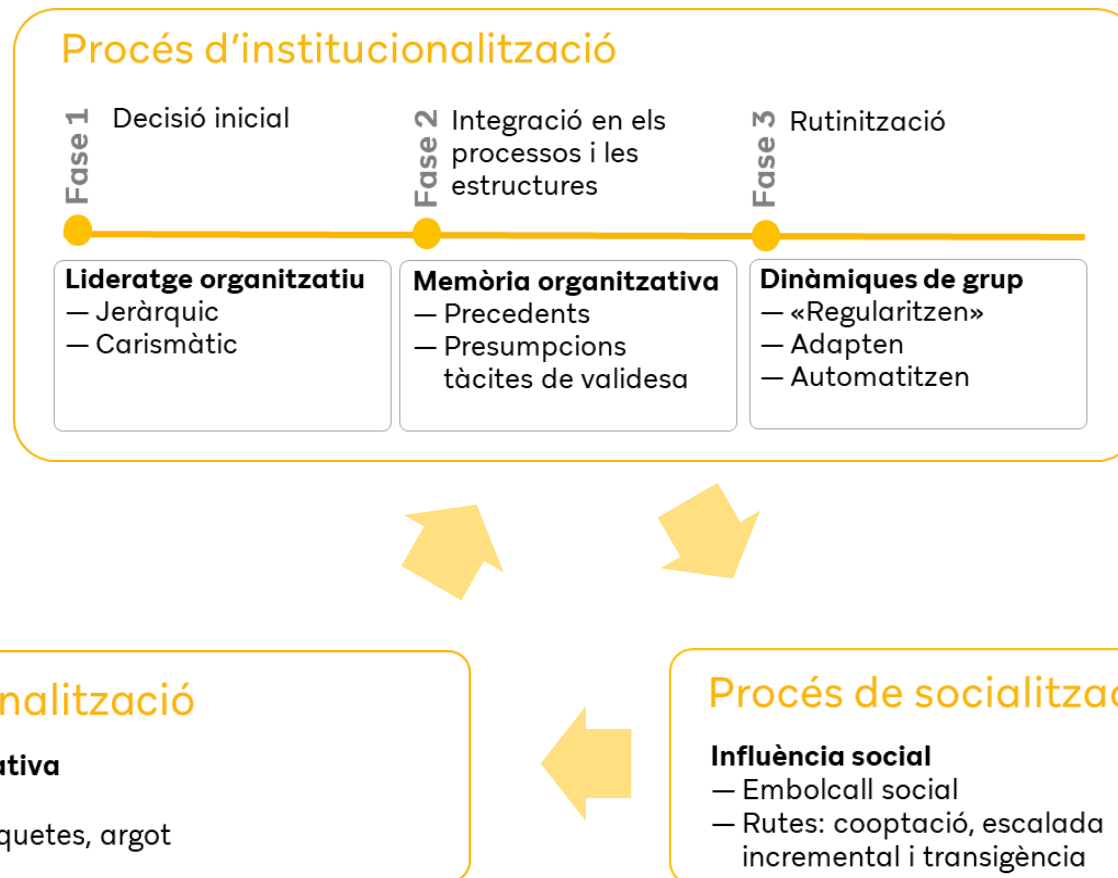 Procés d’institucionalització
Fase 1
Decisió inicial
Fase 2
Integració en els
processos i les
estructures
Fase 3
Rutinització
Lideratge organitzatiu
— Jeràrquic
— Carismàtic
Memòria organitzativa
— Precedents
— Presumpcions
tàcites de validesa
Dinàmiques de grup
— «Regularitzen»
— Adapten
— Automatitzen
nalització
ativa
quetes, argot
Procés de socialitzac
Influència social
— Embolcall social
— Rutes: cooptació, escalada
incremental i transigència